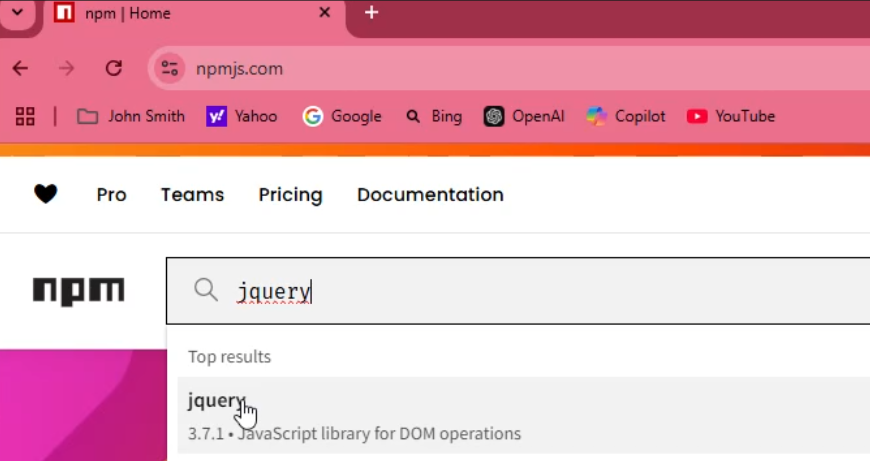 npm | Home
npmjs.com
John Smith Yahoo Google Bing OpenAI Copilot YouTube
Pro Teams Pricing Documentation
npm jquery
Top results
jquery
3.7.1 • JavaScript library for DOM operations